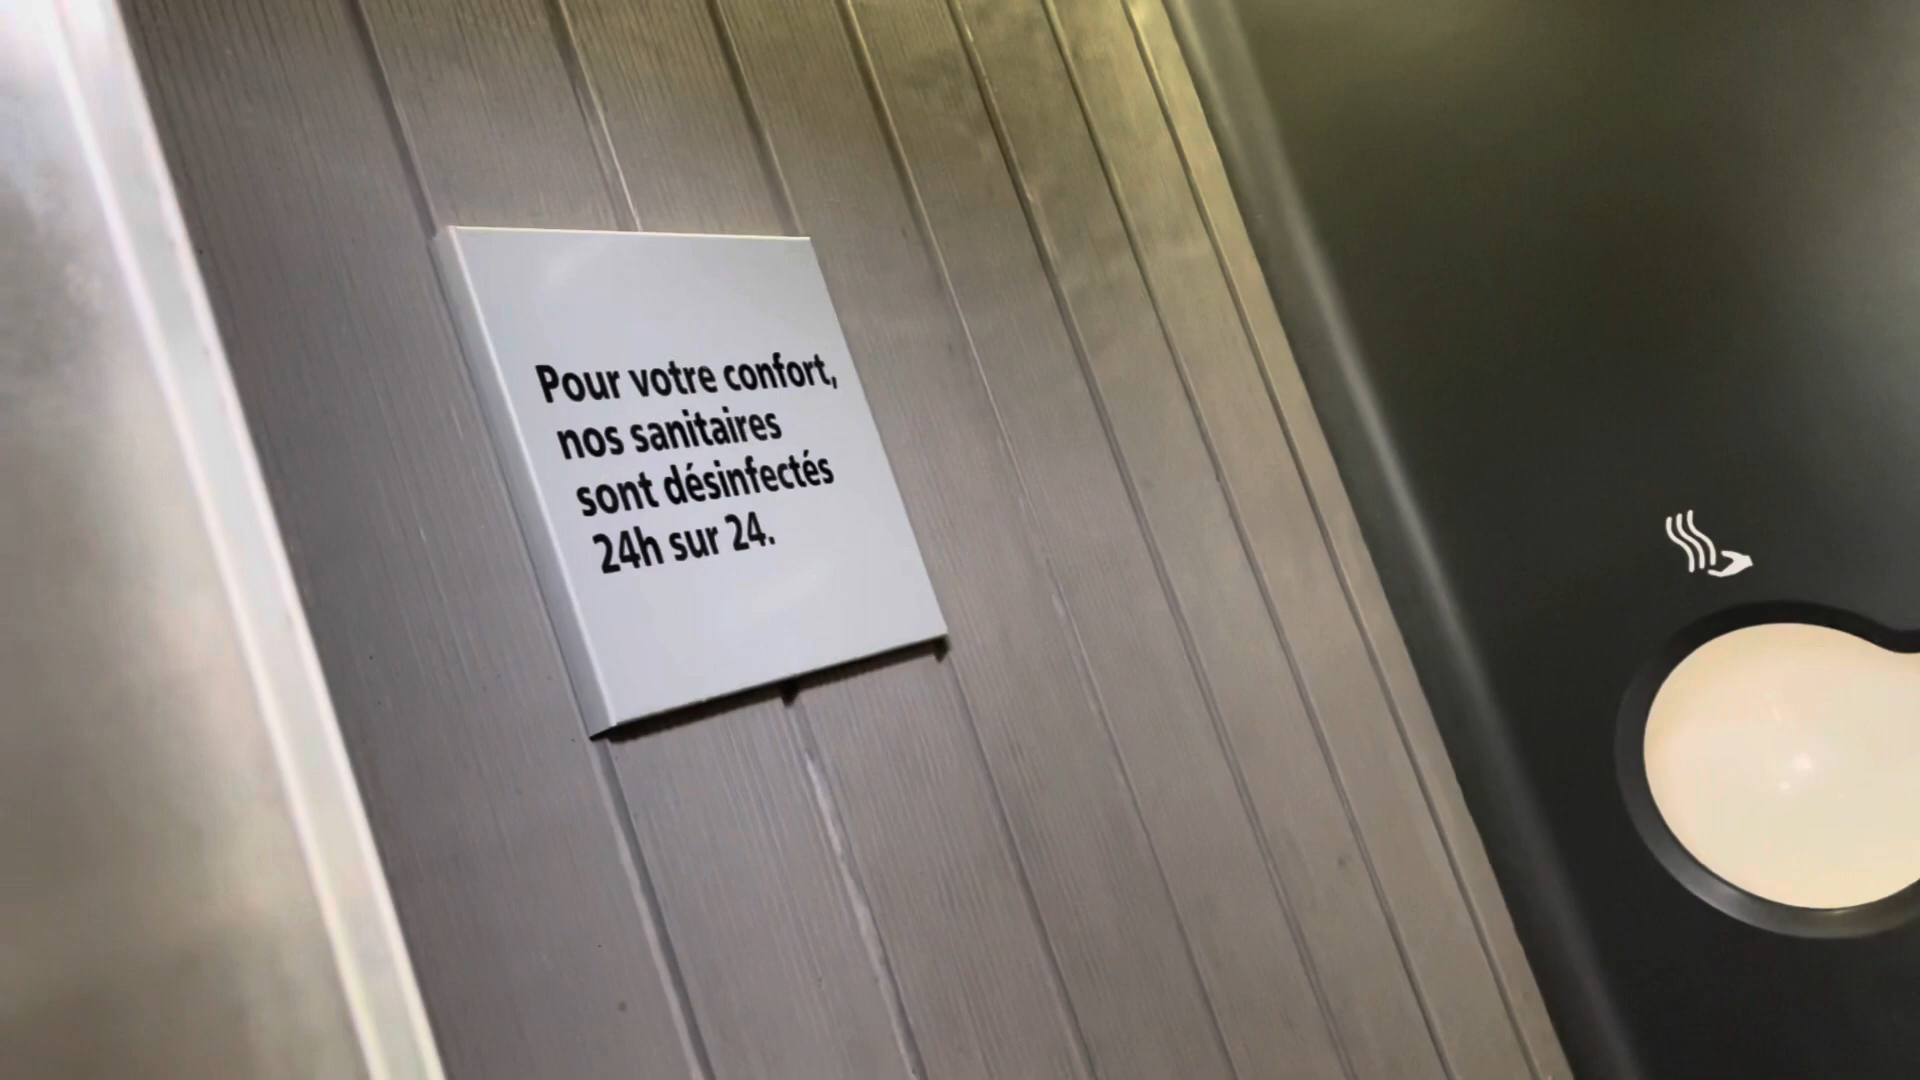 Pour votre confort,
nos sanitaires
sont désinfectés
24h sur 24.